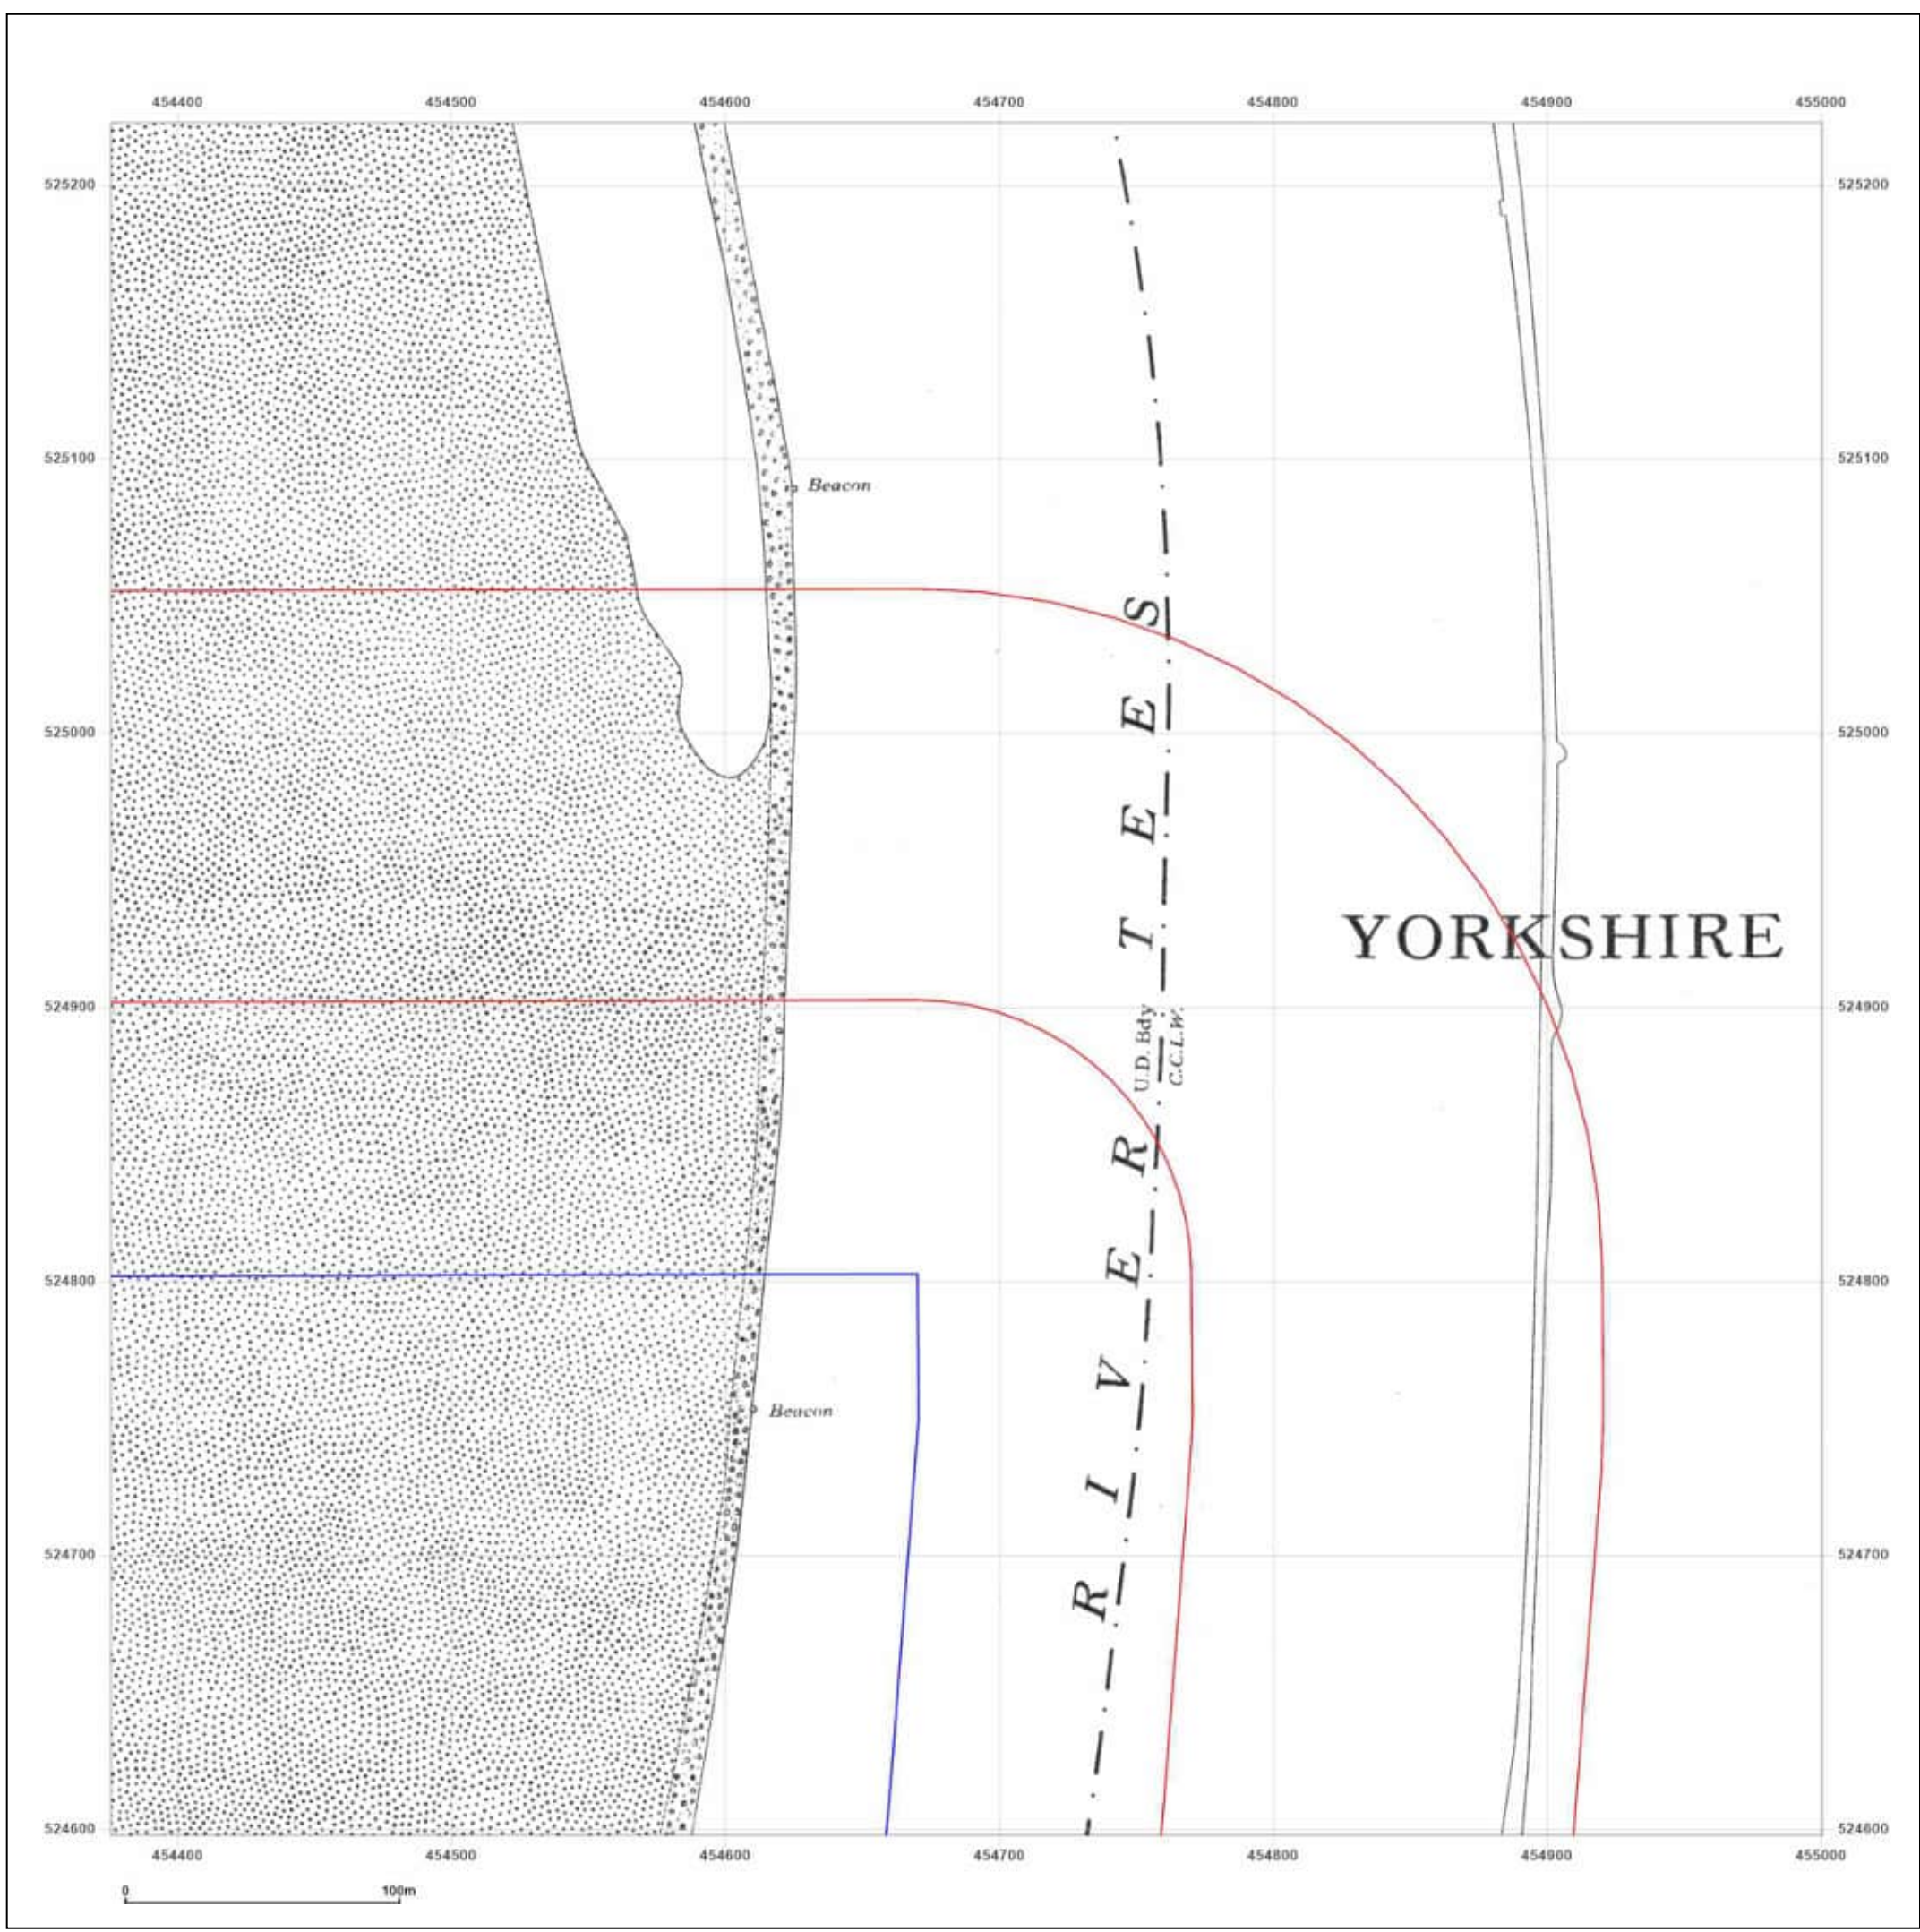 454400 454500 454600 454700 454800 454900 455000
525200 525200
525100 525100
Beacon
RIVER TEES
525000 525000
YORKSHIRE
524900 524900
U.D. Bdy
C.C.L.W.
524800 524800
Beacon
524700 524700
524600 524600
454400 454500 454600 454700 454800 454900 455000
0 100m